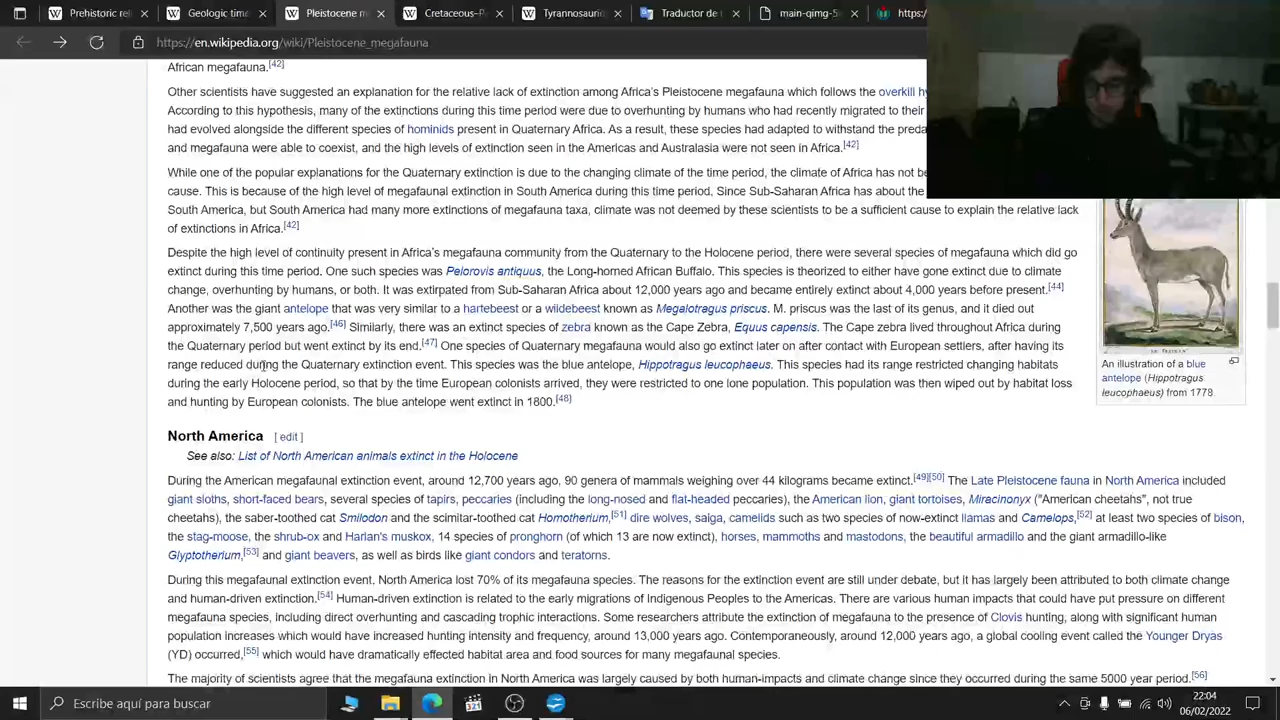 Prehistoric rel
Geologic time
Pleistocene m
Cretaceous–P
Tyrannosaurid
Traductor de
main-qimg-5
https:/
https://en.wikipedia.org/wiki/Pleistocene_megafauna
African megafauna.[42]
Other scientists have suggested an explanation for the relative lack of extinction among Africa's Pleistocene megafauna which follows the overkill hy
According to this hypothesis, many of the extinctions during this time period were due to overhunting by humans who had recently migrated to their
had evolved alongside the different species of hominids present in Quaternary Africa. As a result, these species had adapted to withstand the preda
and megafauna were able to coexist, and the high levels of extinction seen in the Americas and Australasia were not seen in Africa.[42]
While one of the popular explanations for the Quaternary extinction is due to the changing climate of the time period, the climate of Africa has not be
cause. This is because of the high level of megafaunal extinction in South America during this time period. Since Sub-Saharan Africa has about the
South America, but South America had many more extinctions of megafauna taxa, climate was not deemed by these scientists to be a sufficient cause to explain the relative lack
of extinctions in Africa.[42]
Despite the high level of continuity present in Africa's megafauna community from the Quaternary to the Holocene period, there were several species of megafauna which did go
extinct during this time period. One such species was Pelorovis antiquus, the Long-horned African Buffalo. This species is theorized to either have gone extinct due to climate
change, overhunting by humans, or both. It was extirpated from Sub-Saharan Africa about 12,000 years ago and became entirely extinct about 4,000 years before present.[44]
Another was the giant antelope that was very similar to a hartebeest or a wildebeest known as Megalotragus priscus. M. priscus was the last of its genus, and it died out
approximately 7,500 years ago.[46] Similarly, there was an extinct species of zebra known as the Cape Zebra, Equus capensis. The Cape zebra lived throughout Africa during
the Quaternary period but went extinct by its end.[47] One species of Quaternary megafauna would also go extinct later on after contact with European settlers, after having its
range reduced during the Quaternary extinction event. This species was the blue antelope, Hippotragus leucophaeus. This species had its range restricted changing habitats
during the early Holocene period, so that by the time European colonists arrived, they were restricted to one lone population. This population was then wiped out by habitat loss
and hunting by European colonists. The blue antelope went extinct in 1800.[48]
An illustration of a blue
antelope (Hippotragus
leucophaeus) from 1778.
North America [ edit ]
See also: List of North American animals extinct in the Holocene
During the American megafaunal extinction event, around 12,700 years ago, 90 genera of mammals weighing over 44 kilograms became extinct.[49][50] The Late Pleistocene fauna in North America included
giant sloths, short-faced bears, several species of tapirs, peccaries (including the long-nosed and flat-headed peccaries), the American lion, giant tortoises, Miracinonyx ("American cheetahs", not true
cheetahs), the saber-toothed cat Smilodon and the scimitar-toothed cat Homotherium,[51] dire wolves, saiga, camelids such as two species of now-extinct llamas and Camelops,[52] at least two species of bison,
the stag-moose, the shrub-ox and Harlan's muskox, 14 species of pronghorn (of which 13 are now extinct), horses, mammoths and mastodons, the beautiful armadillo and the giant armadillo-like
Glyptotherium,[53] and giant beavers, as well as birds like giant condors and teratorns.
During this megafaunal extinction event, North America lost 70% of its megafauna species. The reasons for the extinction event are still under debate, but it has largely been attributed to both climate change
and human-driven extinction.[54] Human-driven extinction is related to the early migrations of Indigenous Peoples to the Americas. There are various human impacts that could have put pressure on different
megafauna species, including direct overhunting and cascading trophic interactions. Some researchers attribute the extinction of megafauna to the presence of Clovis hunting, along with significant human
population increases which would have increased hunting intensity and frequency, around 13,000 years ago. Contemporaneously, around 12,000 years ago, a global cooling event called the Younger Dryas
(YD) occurred,[55] which would have dramatically effected habitat area and food sources for many megafaunal species.
The majority of scientists agree that the megafauna extinction in North America was largely caused by both human-impacts and climate change since they occurred during the same 5000 year period.[56]
Escribe aquí para buscar
321
22:04
06/02/2022